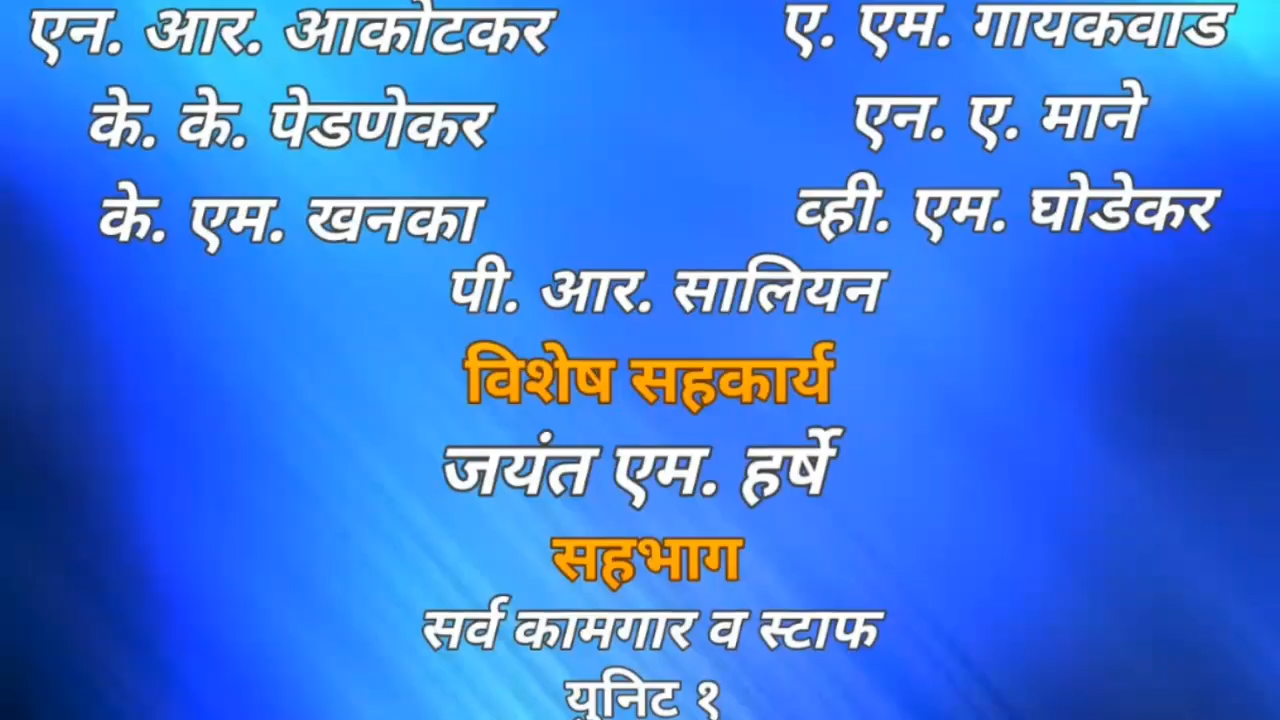 एन. आर. आकोटकर
ए. एम. गायकवाड
के. के. पेडणेकर
एन. ए. माने
के. एम. खनका
व्ही. एम. घोडेकर
पी. आर. सालियन
विशेष सहकार्य
जयंत एम. हर्षे
सहभाग
सर्व कामगार व स्टाफ
युनिट १